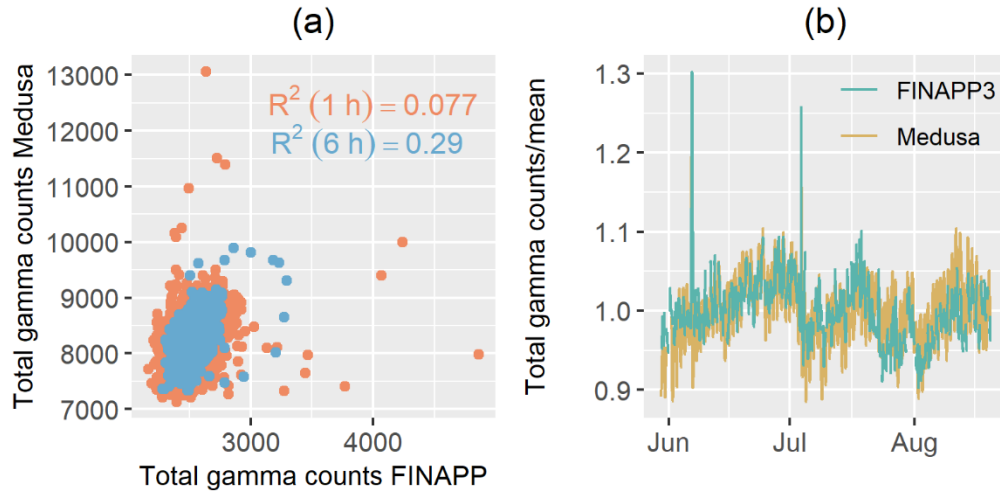 (a)
Total gamma counts Medusa
13000
12000
11000
10000
9000
8000
7000
R² (1 h) = 0.077
R² (6 h) = 0.29
3000
4000
Total gamma counts FINAPP
(b)
Total gamma counts/mean
1.3
1.2
1.1
1.0
0.9
FINAPP3
Medusa
Jun
Jul
Aug